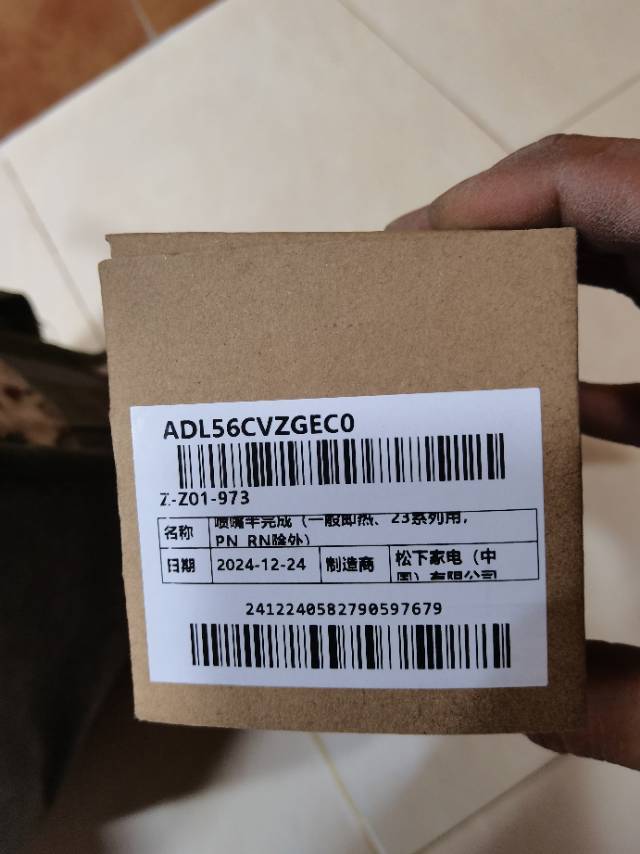 ADL56CVZGEC0
Z-Z01-973
名称 喷嘴半完成（一般即热、23系列用，
PN RN除外）
日期 2024-12-24 制造商 松下家电（中
国）有限公司
2412240582790597679